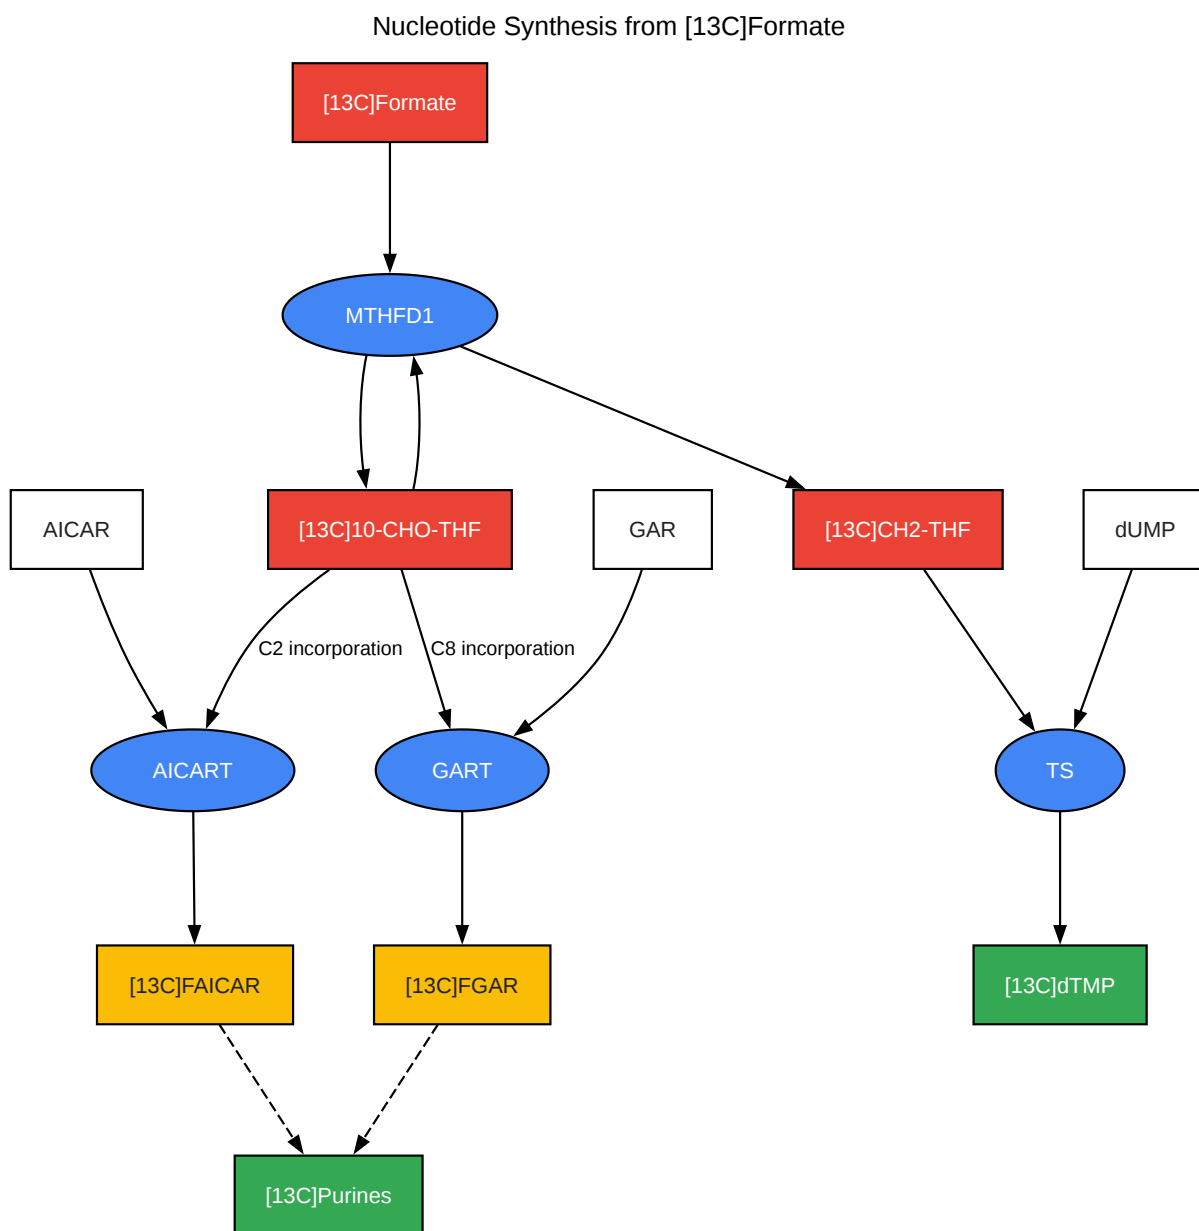 Nucleotide Synthesis from [13C]Formate
[13C]Formate
MTHFD1
AICAR
[13C]10-CHO-THF
GAR
[13C]CH2-THF
dUMP
C2 incorporation
C8 incorporation
AICART
GART
TS
[13C]FAICAR
[13C]FGAR
[13C]dTMP
[13C]Purines